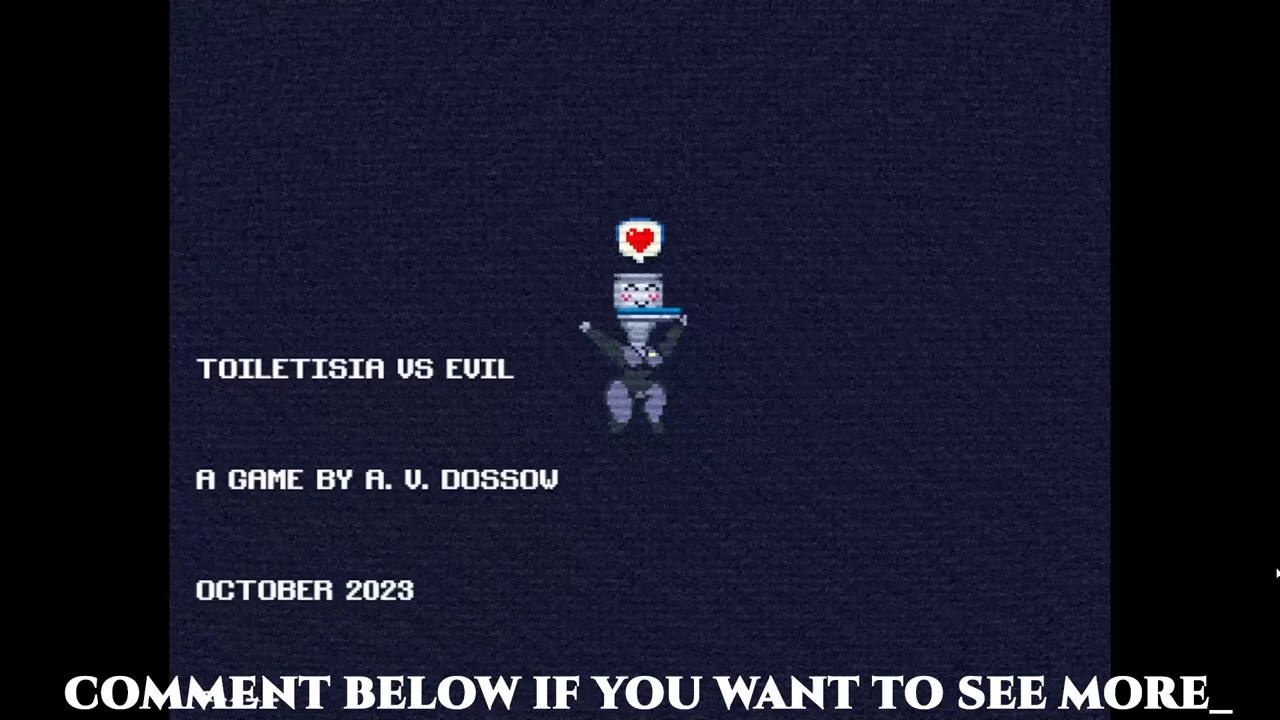 TOILETISIA VS EVIL
A GAME BY A. V. DOSSOW
OCTOBER 2023
COMMENT BELOW IF YOU WANT TO SEE MORE_